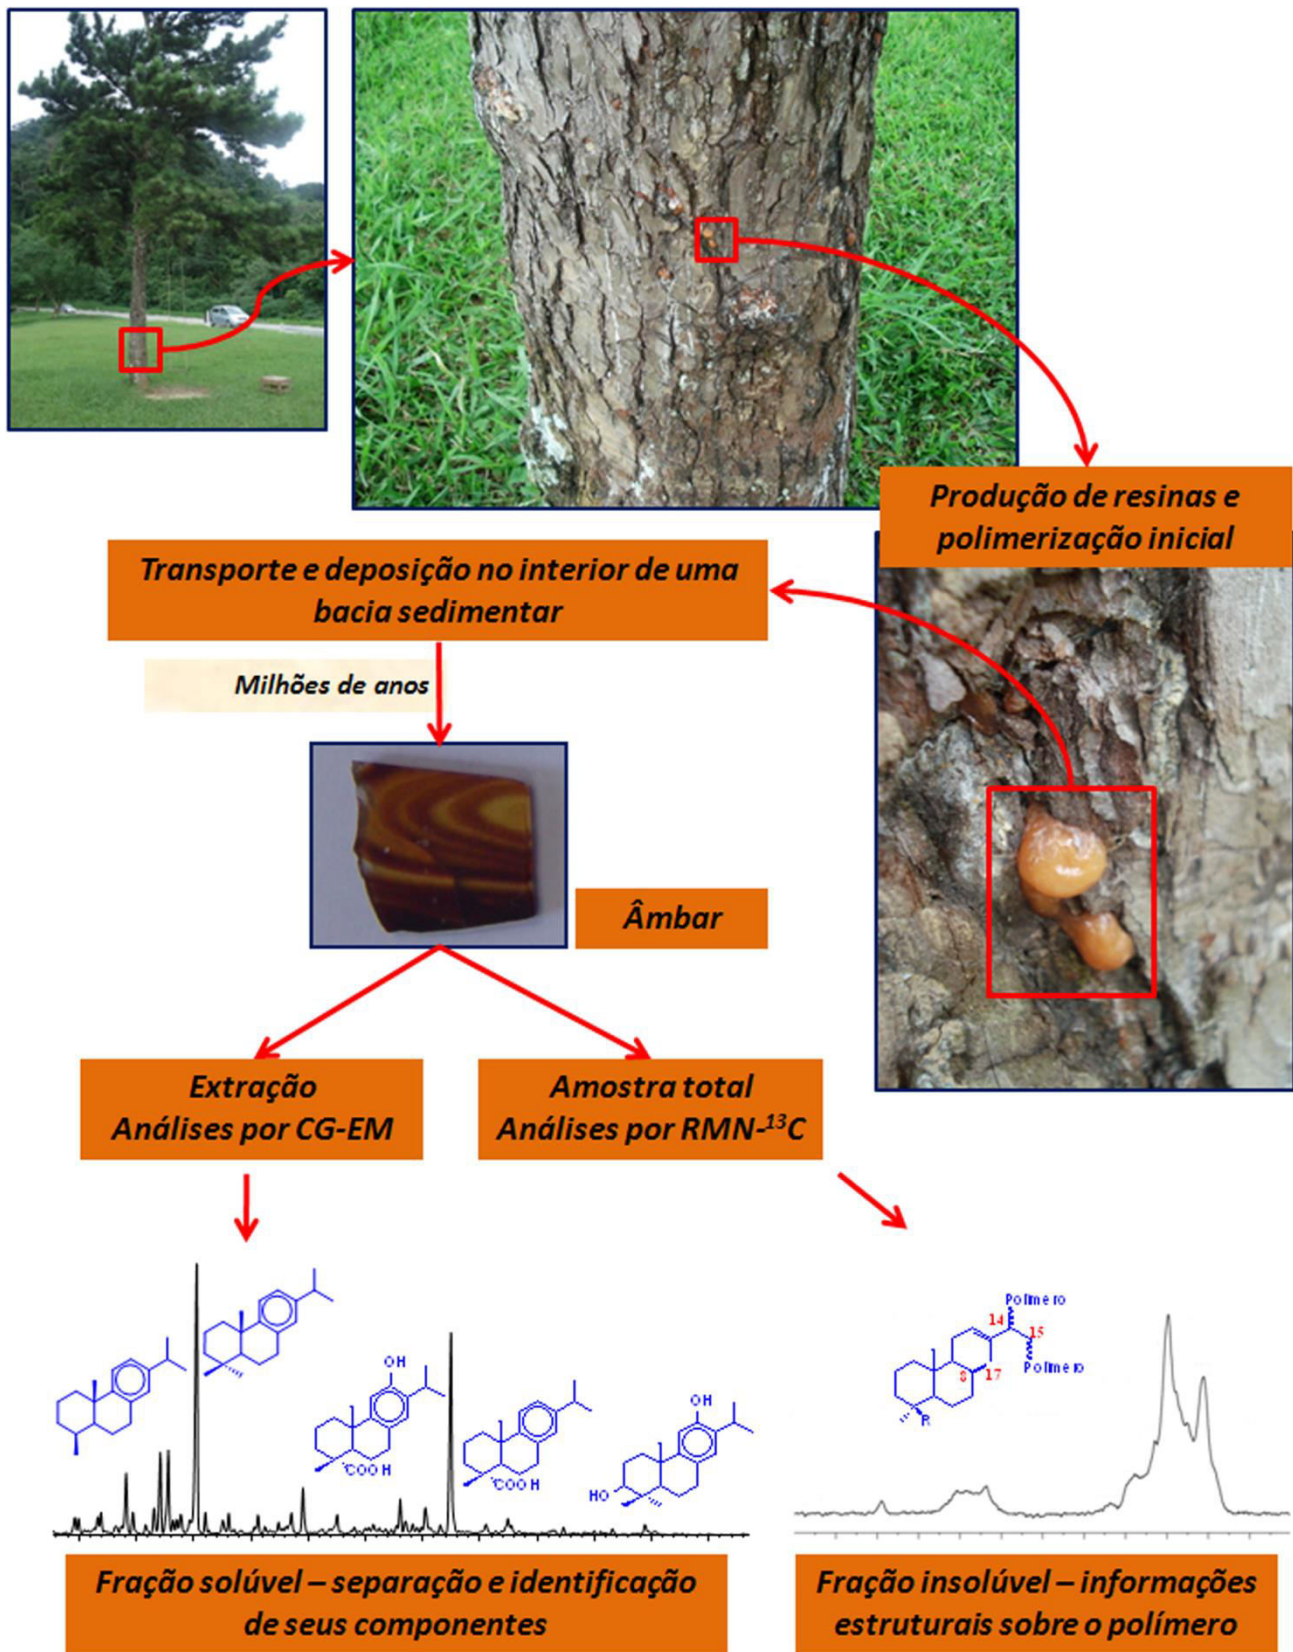 Produção de resinas e
polimerização inicial
Transporte e deposição no interior de uma
bacia sedimentar
Milhões de anos
Âmbar
Extração
Análises por CG-EM
Amostra total
Análises por RMN-¹³C
OH
COOH
COOH
OH
HO
Polímero
14
15
Polímero
8
17
R
Fração solúvel – separação e identificação
de seus componentes
Fração insolúvel – informações
estruturais sobre o polímero